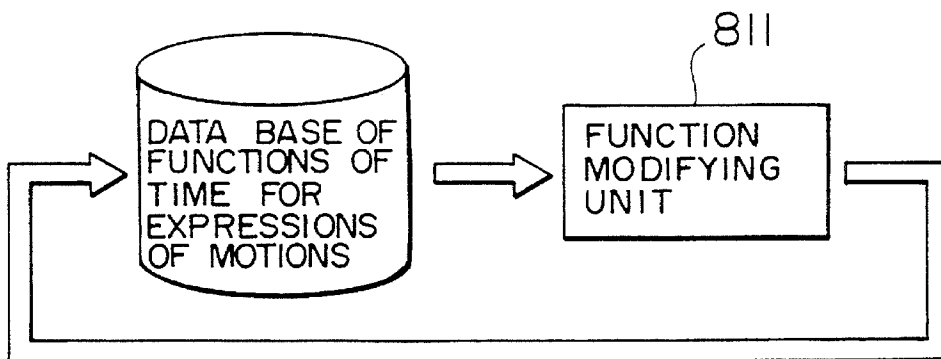 811
DATA BASE OF
FUNCTIONS OF
TIME FOR
EXPRESSIONS
OF MOTIONS
FUNCTION
MODIFYING
UNIT